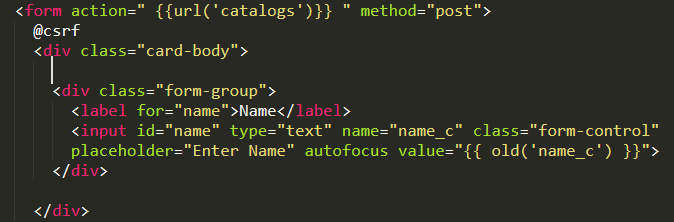 <form action=" {{url('catalogs')}} " method="post">
@csrf
<div class="card-body">
<div class="form-group">
<label for="name">Name</label>
<input id="name" type="text" name="name_c" class="form-control"
placeholder="Enter Name" autofocus value="{{ old('name_c') }}">
</div>
</div>